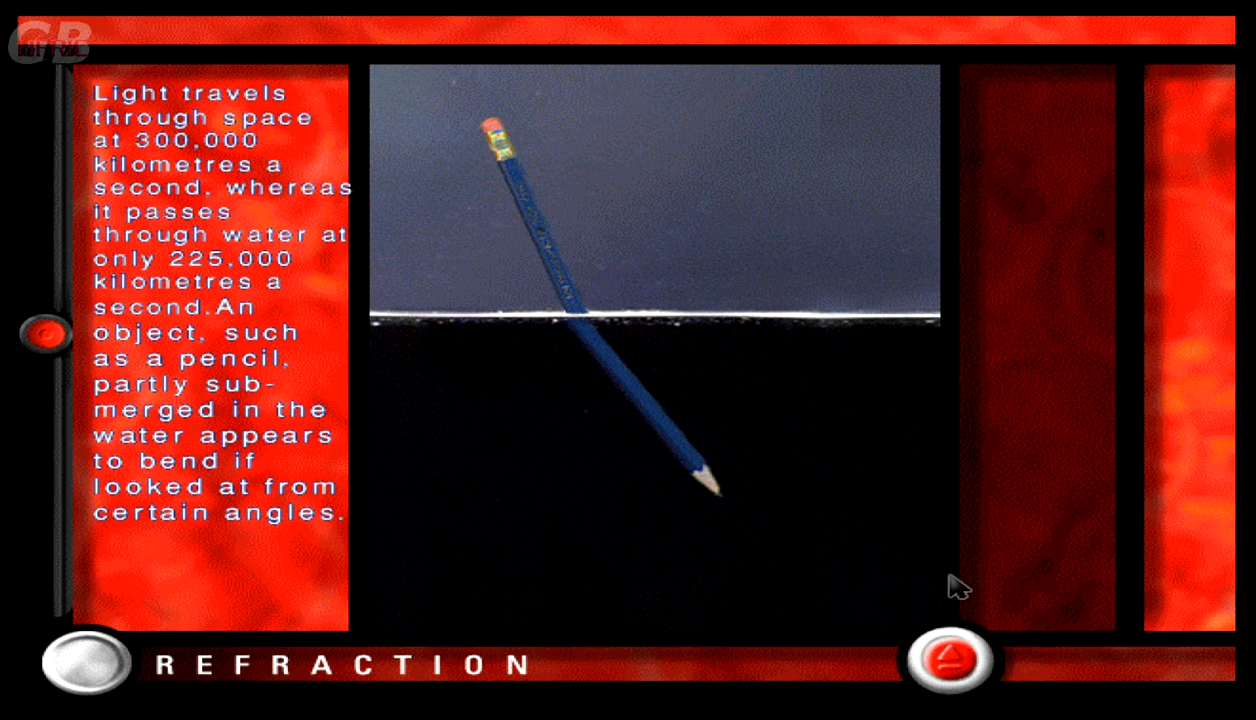 GB
Light travels
through space
at 300,000
kilometres a
second, whereas
it passes
through water at
only 225,000
kilometres a
second.An
object, such
as a pencil,
partly sub-
merged in the
water appears
to bend if
looked at from
certain angles.
REFRACTION